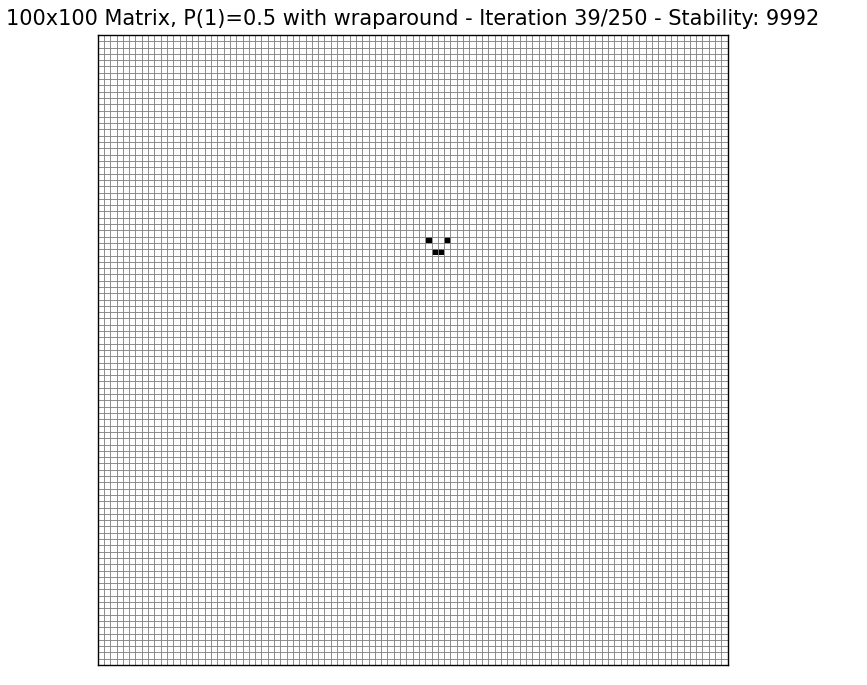 100x100 Matrix, P(1)=0.5 with wraparound - Iteration 39/250 - Stability: 9992